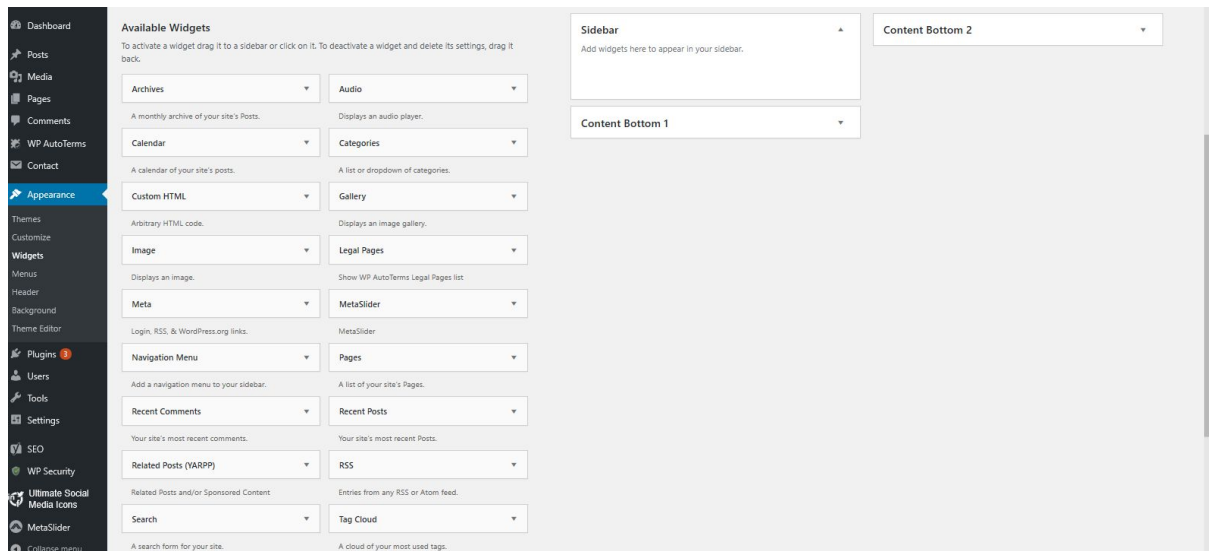 Dashboard
Posts
Media
Pages
Comments
WP AutoTerms
Contact
Appearance
Themes
Customize
Widgets
Menus
Header
Background
Theme Editor
Plugins 3
Users
Tools
Settings
SEO
WP Security
Ultimate Social
Media Icons
MetaSlider
Collapse menu
Available Widgets
To activate a widget drag it to a sidebar or click on it. To deactivate a widget and delete its settings, drag it
back.
Archives
A monthly archive of your site's Posts.
Audio
Displays an audio player.
Calendar
A calendar of your site's posts.
Categories
A list or dropdown of categories.
Custom HTML
Arbitrary HTML code.
Gallery
Displays an image gallery.
Image
Displays an image.
Legal Pages
Show WP AutoTerms Legal Pages list
Meta
Login, RSS, & WordPress.org links.
MetaSlider
MetaSlider
Navigation Menu
Add a navigation menu to your sidebar.
Pages
A list of your site's Pages.
Recent Comments
Your site's most recent comments.
Recent Posts
Your site's most recent Posts.
Related Posts (YARPP)
Related Posts and/or Sponsored Content
RSS
Entries from any RSS or Atom feed.
Search
A search form for your site.
Tag Cloud
A cloud of your most used tags.
Sidebar
Add widgets here to appear in your sidebar.
Content Bottom 1
Content Bottom 2